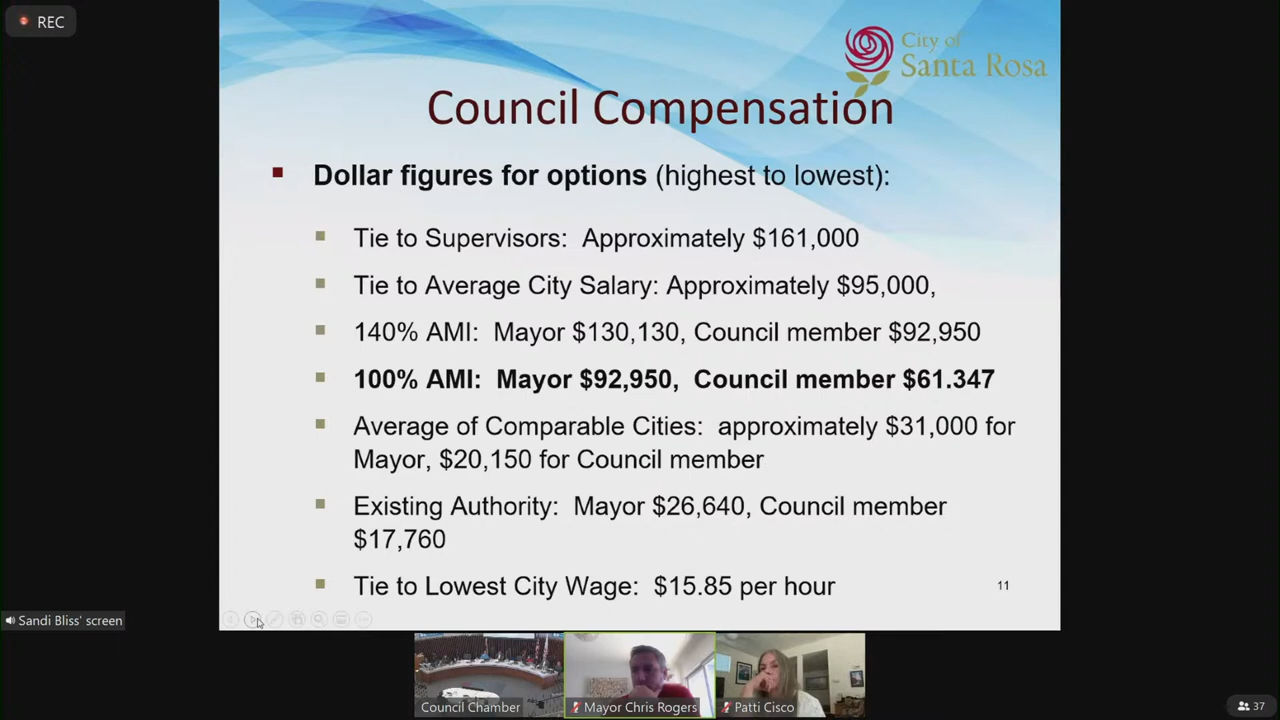 REC
City of
Santa Rosa
Council Compensation
Dollar figures for options (highest to lowest):
Tie to Supervisors: Approximately $161,000
Tie to Average City Salary: Approximately $95,000,
140% AMI: Mayor $130,130, Council member $92,950
100% AMI: Mayor $92,950, Council member $61.347
Average of Comparable Cities: approximately $31,000 for
Mayor, $20,150 for Council member
Existing Authority: Mayor $26,640, Council member
$17,760
Tie to Lowest City Wage: $15.85 per hour
11
Sandi Bliss' screen
Council Chamber
Mayor Chris Rogers
Patti Cisco
37